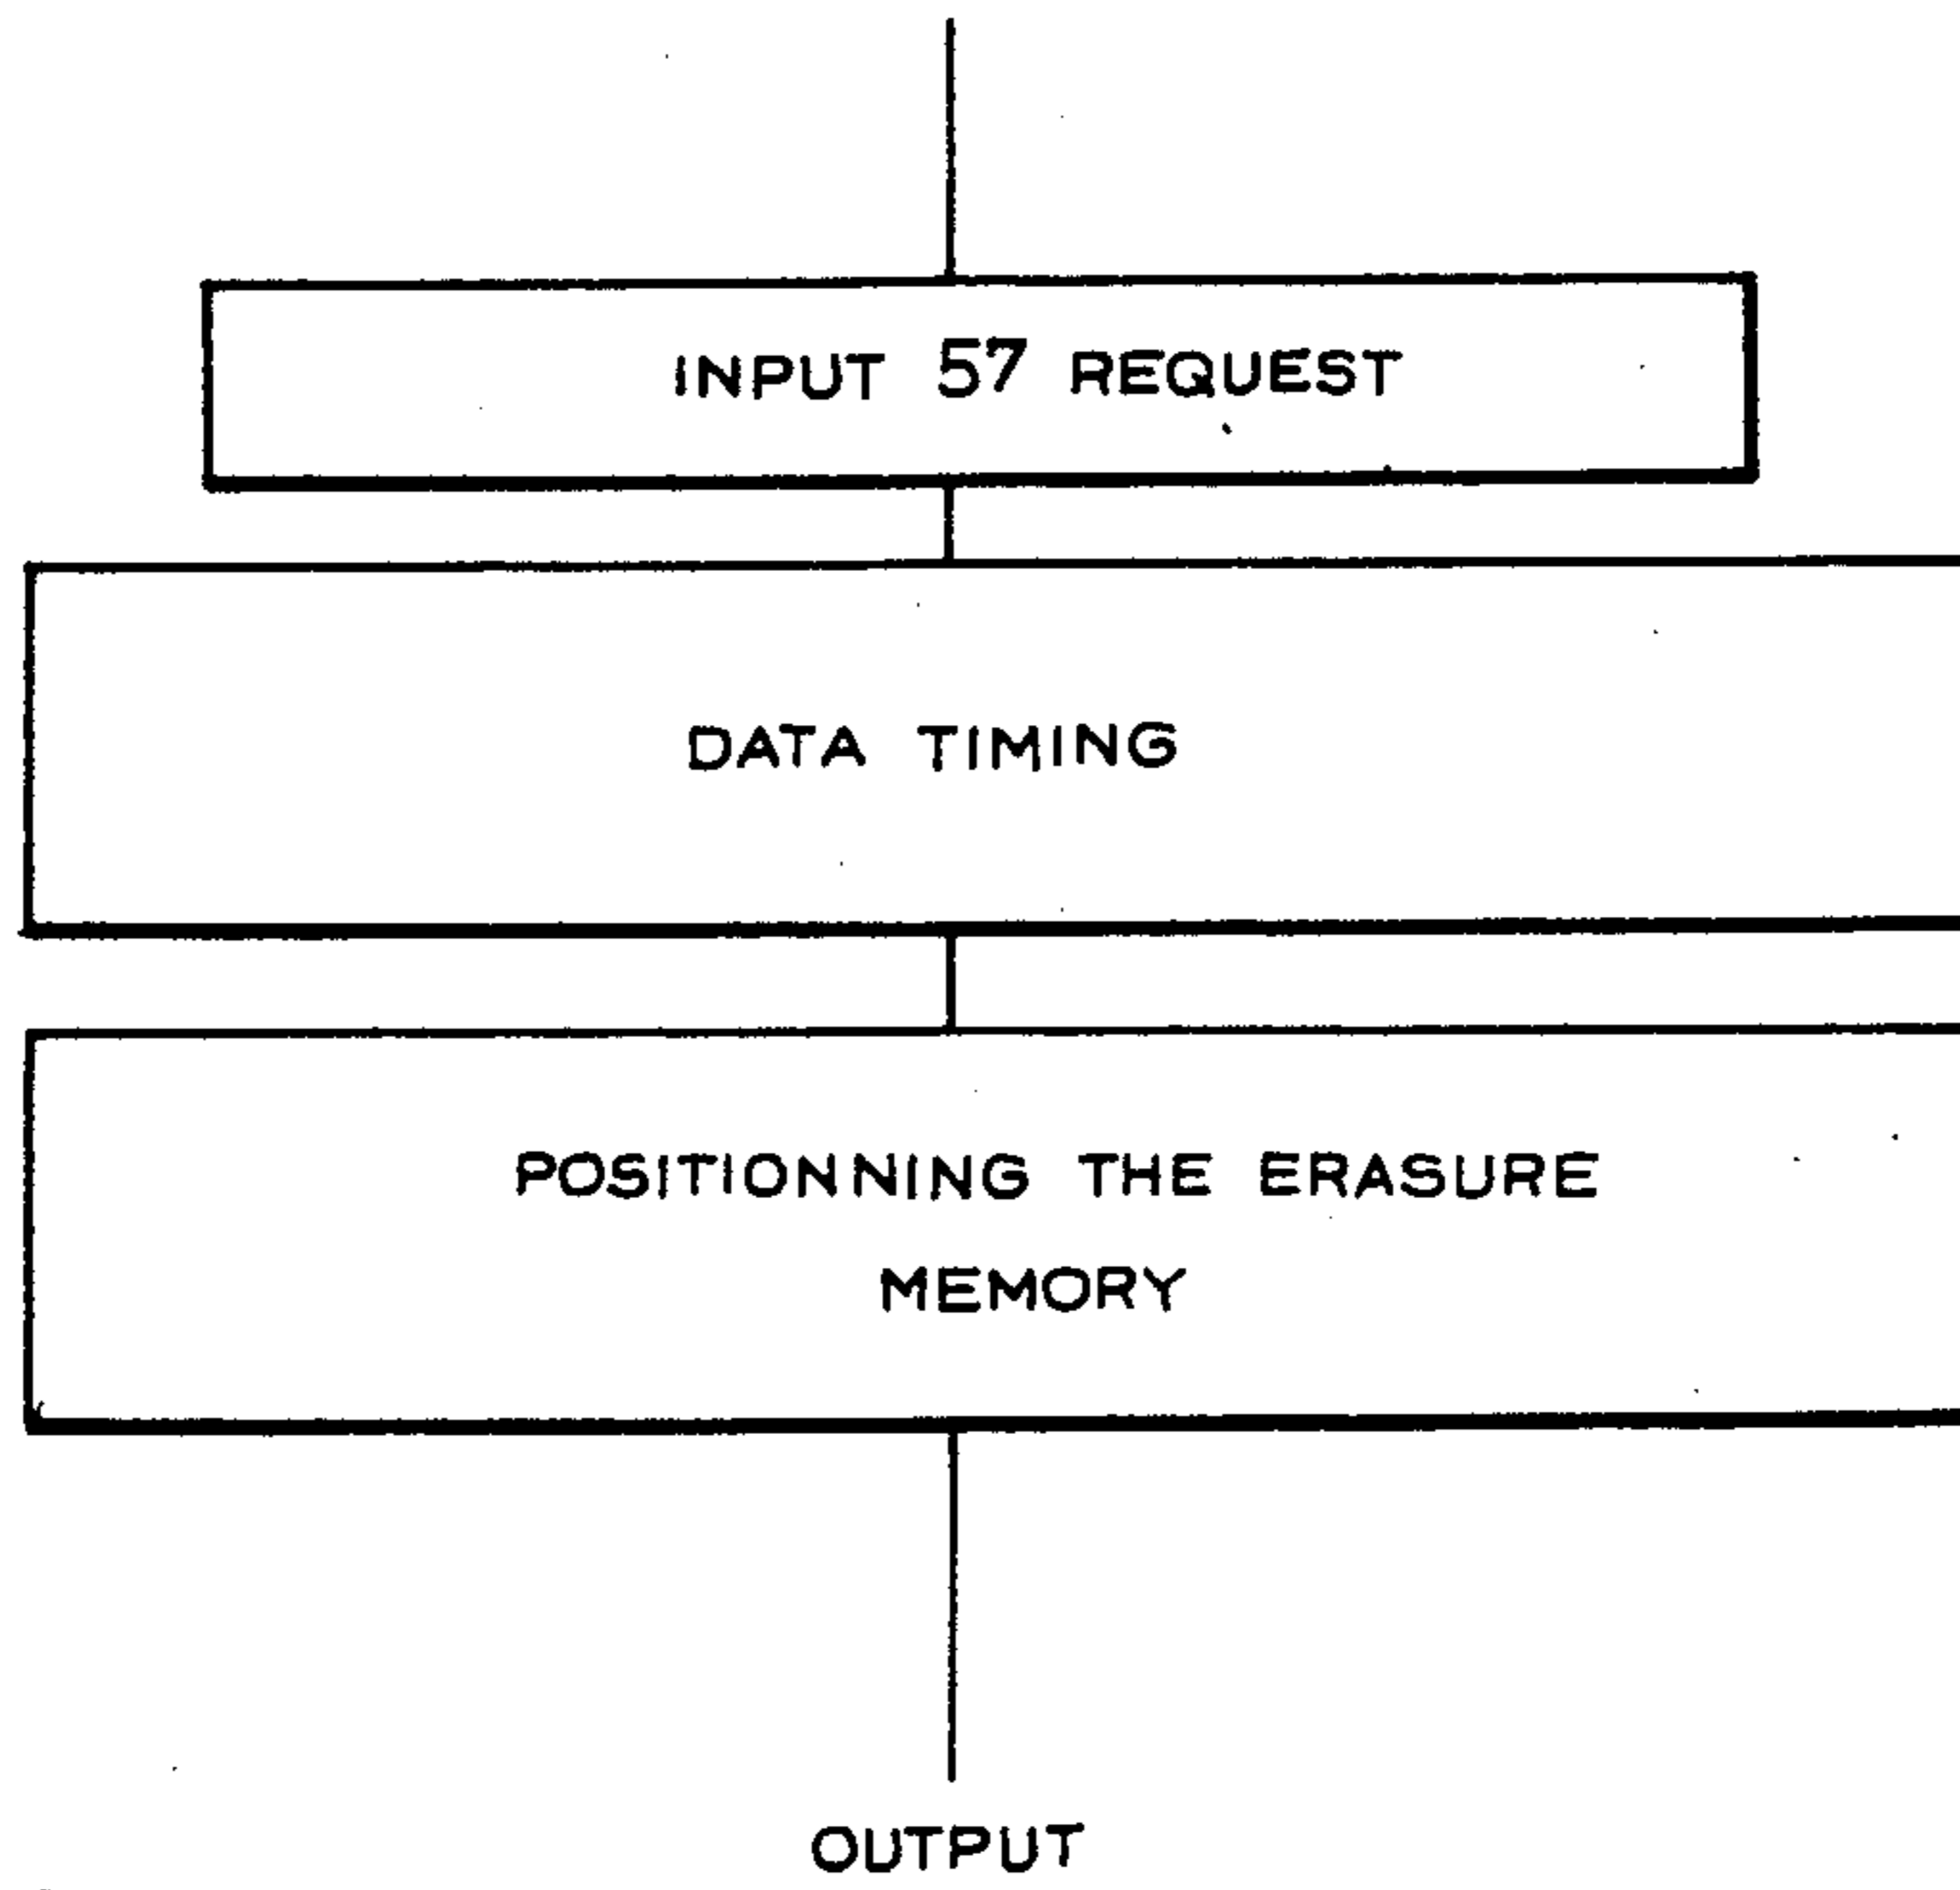 INPUT 57 REQUEST
DATA TIMING
POSITIONNING THE ERASURE
MEMORY
OUTPUT